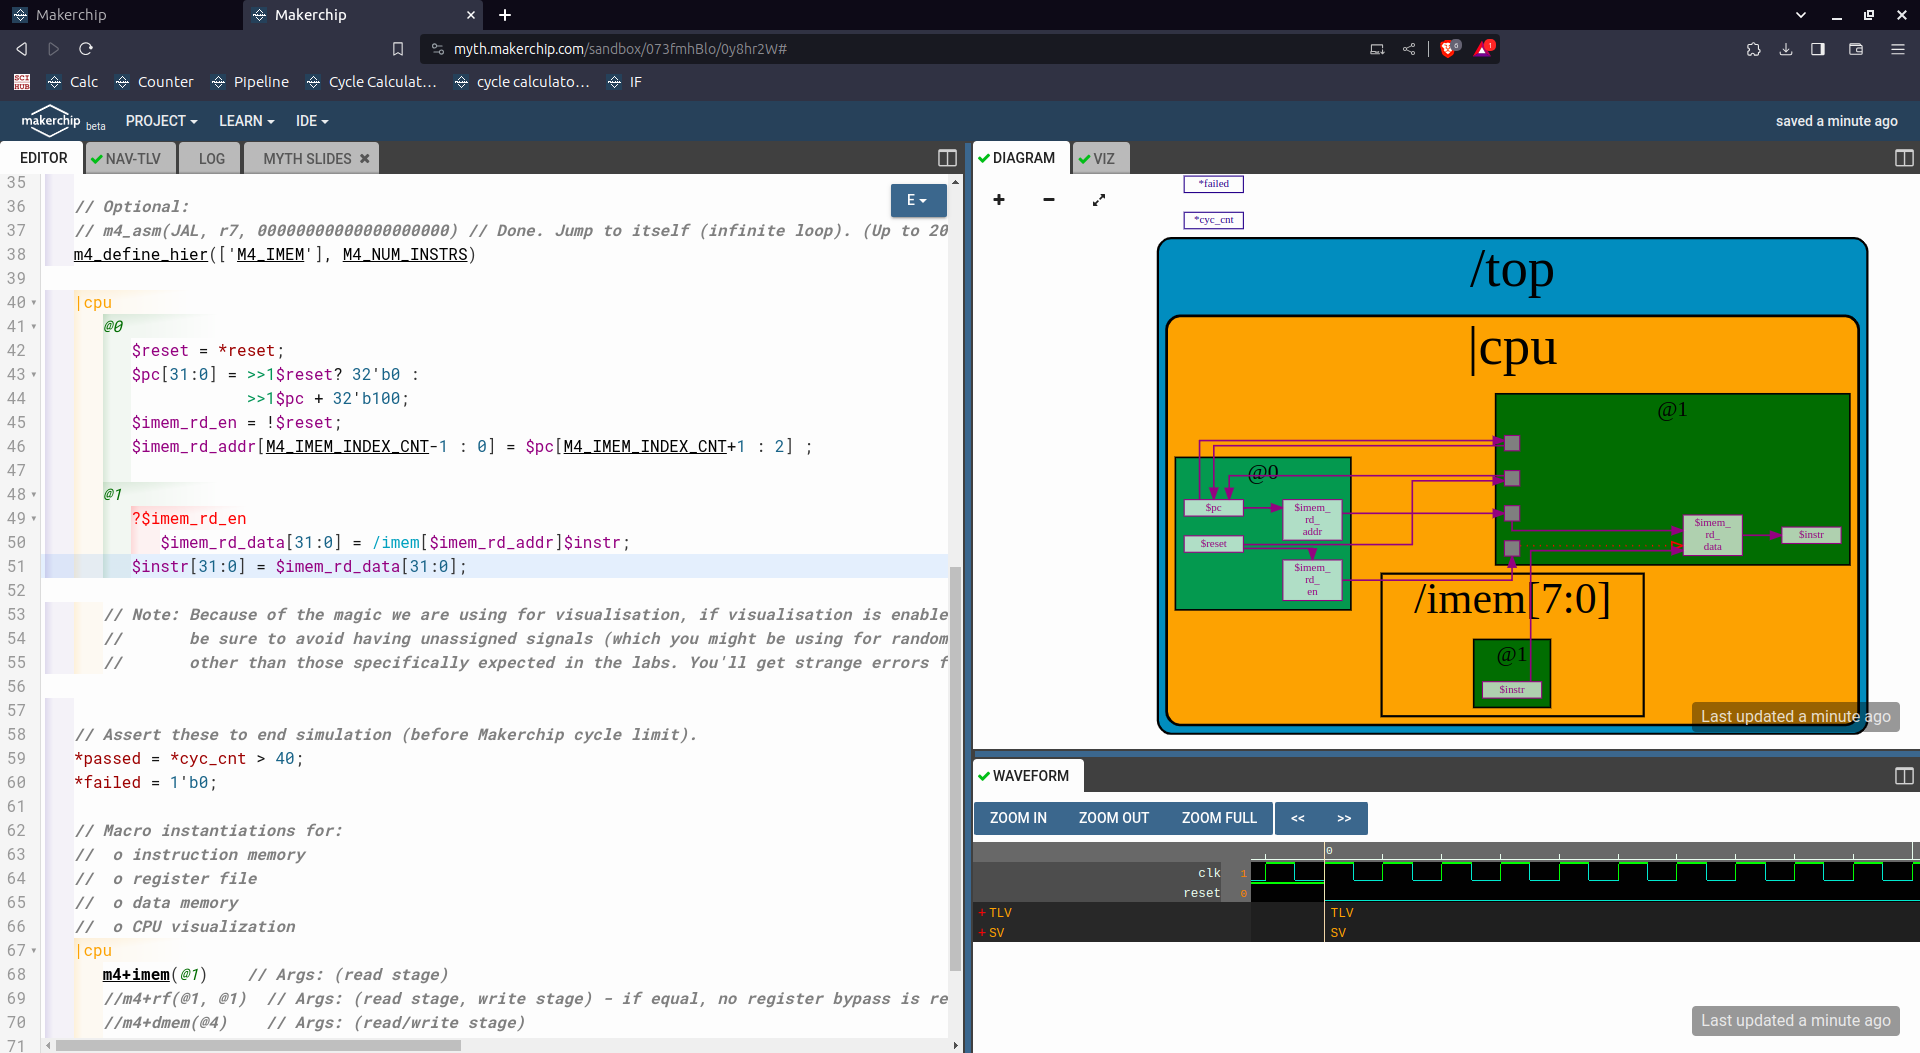 Makerchip
Makerchip
myth.makerchip.com/sandbox/073fmhBlo/0y8hr2W#
6
1
SCI HUB
Calc
Counter
Pipeline
Cycle Calculat…
cycle calculato…
IF
makerchip beta
PROJECT
LEARN
IDE
saved a minute ago
EDITOR
NAV-TLV
LOG
MYTH SLIDES
E
35
36 // Optional:
37 // m4_asm(JAL, r7, 00000000000000000000) // Done. Jump to itself (infinite loop). (Up to 20
38 m4_define_hier(['M4_IMEM'], M4_NUM_INSTRS)
39
40 |cpu
41 @0
42 $reset = *reset;
43 $pc[31:0] = >>1$reset? 32'b0 :
44 >>1$pc + 32'b100;
45 $imem_rd_en = !$reset;
46 $imem_rd_addr[M4_IMEM_INDEX_CNT-1 : 0] = $pc[M4_IMEM_INDEX_CNT+1 : 2] ;
47
48 @1
49 ?$imem_rd_en
50 $imem_rd_data[31:0] = /imem[$imem_rd_addr]$instr;
51 $instr[31:0] = $imem_rd_data[31:0];
52
53 // Note: Because of the magic we are using for visualisation, if visualisation is enable
54 // be sure to avoid having unassigned signals (which you might be using for random
55 // other than those specifically expected in the labs. You'll get strange errors f
56
57
58 // Assert these to end simulation (before Makerchip cycle limit).
59 *passed = *cyc_cnt > 40;
60 *failed = 1'b0;
61
62 // Macro instantiations for:
63 // o instruction memory
64 // o register file
65 // o data memory
66 // o CPU visualization
67 |cpu
68 m4+imem(@1) // Args: (read stage)
69 //m4+rf(@1, @1) // Args: (read stage, write stage) - if equal, no register bypass is re
70 //m4+dmem(@4) // Args: (read/write stage)
71
DIAGRAM
VIZ
*failed
*cyc_cnt
/top
|cpu
@1
@0
$pc
$imem_
rd_
addr
$reset
$imem_
rd_
en
$imem_
rd_
data
$instr
/imem[7:0]
@1
$instr
Last updated a minute ago
WAVEFORM
ZOOM IN
ZOOM OUT
ZOOM FULL
<<
>>
0
clk 1
reset 0
+TLV
TLV
+SV
SV
Last updated a minute ago